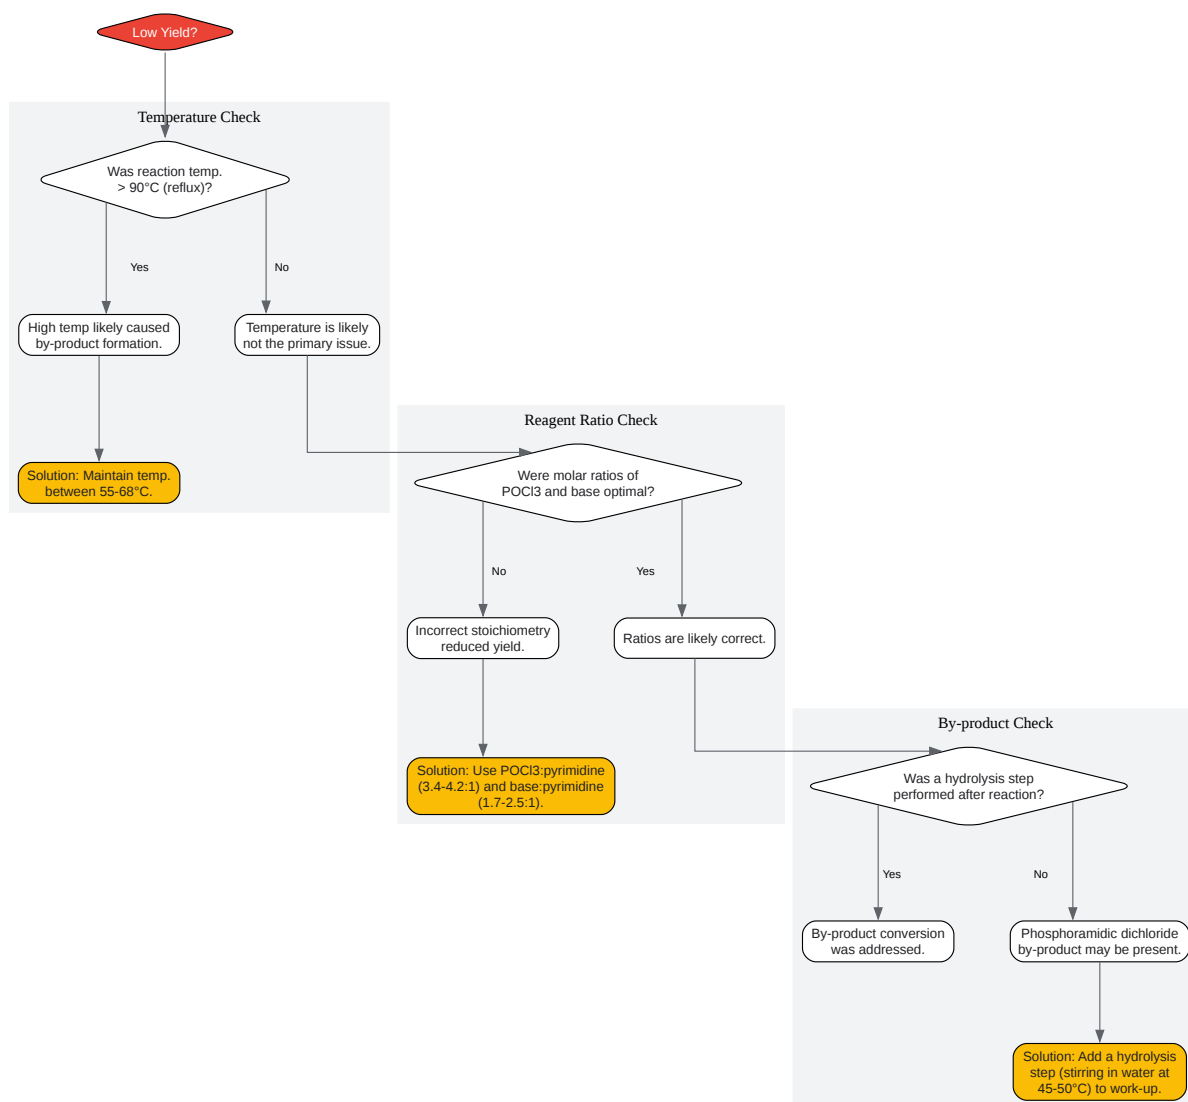 Low Yield?
Temperature Check
Was reaction temp.
> 90°C (reflux)?
Yes
No
High temp likely caused
by-product formation.
Temperature is likely
not the primary issue.
Solution: Maintain temp.
between 55-68°C.
Reagent Ratio Check
Were molar ratios of
POCl3 and base optimal?
No
Yes
Incorrect stoichiometry
reduced yield.
Ratios are likely correct.
Solution: Use POCl3:pyrimidine
(3.4-4.2:1) and base:pyrimidine
(1.7-2.5:1).
By-product Check
Was a hydrolysis step
performed after reaction?
Yes
No
By-product conversion
was addressed.
Phosphoramidic dichloride
by-product may be present.
Solution: Add a hydrolysis
step (stirring in water at
45-50°C) to work-up.